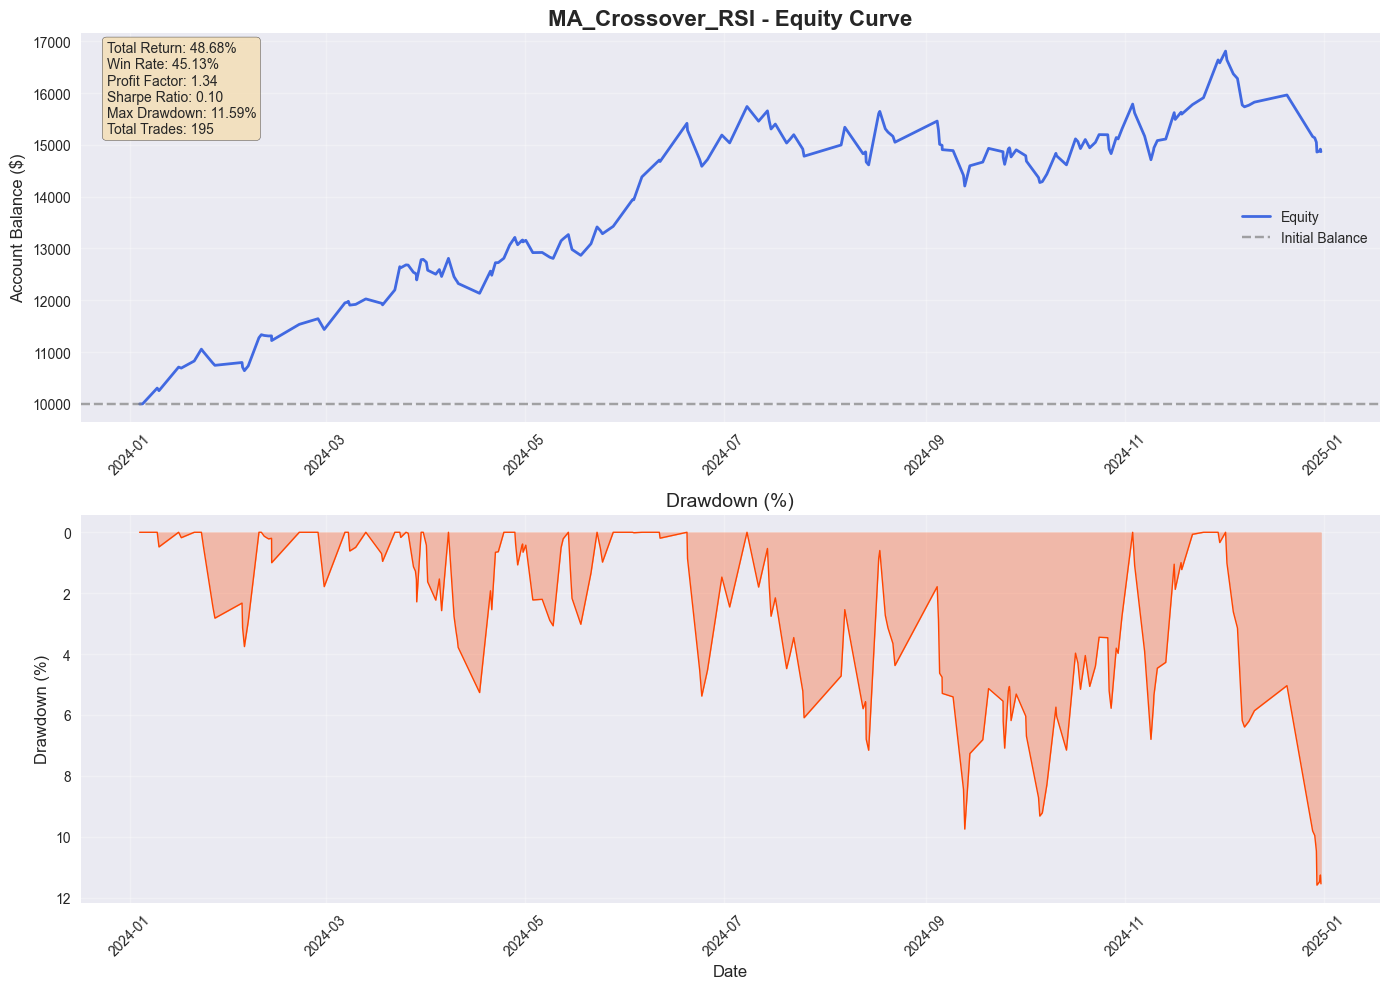 MA_Crossover_RSI - Equity Curve
Total Return: 48.68%
Win Rate: 45.13%
Profit Factor: 1.34
Sharpe Ratio: 0.10
Max Drawdown: 11.59%
Total Trades: 195
Account Balance ($)
17000
16000
15000
14000
13000
12000
11000
10000
Equity
Initial Balance
2024-01
2024-03
2024-05
2024-07
2024-09
2024-11
2025-01
Drawdown (%)
Drawdown (%)
0
2
4
6
8
10
12
2024-01
2024-03
2024-05
2024-07
2024-09
2024-11
2025-01
Date